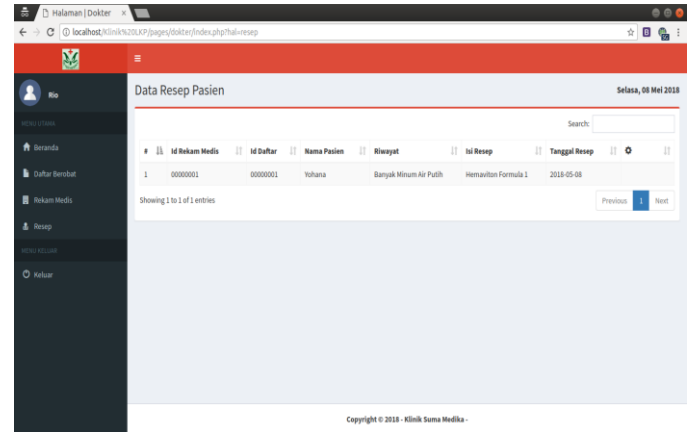 Halaman | Dokter
localhost/Klinik%20LKP/pages/dokter/index.php?hal=resep
Rio
Data Resep Pasien
Selasa, 08 Mei 2018
MENU UTAMA
Search:
Beranda
# Id Rekam Medis Id Daftar Nama Pasien Riwayat Isi Resep Tanggal Resep
Daftar Berobat
1 00000001 00000001 Yohana Banyak Minum Air Putih Hemaviton Formula 1 2018-05-08
Rekam Medis
Showing 1 to 1 of 1 entries
Previous 1 Next
Resep
MENU KELUAR
Keluar
Copyright © 2018 - Klinik Suma Medika -